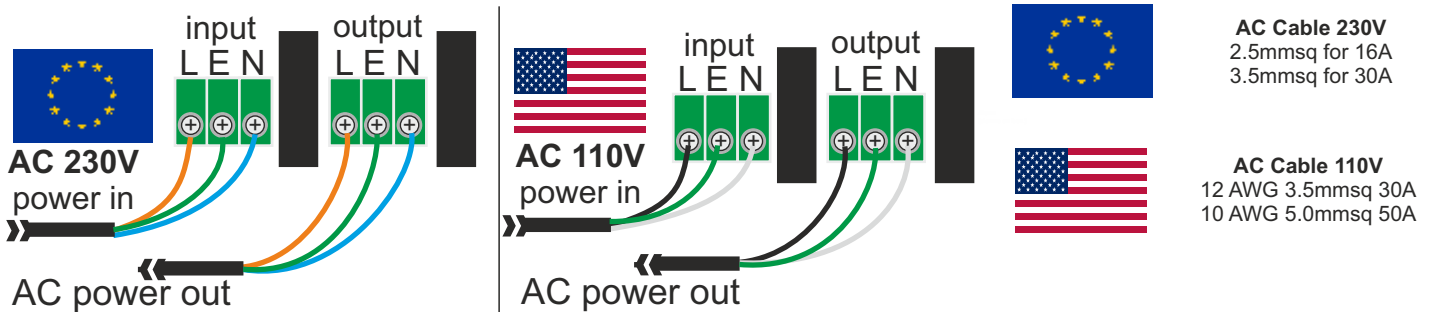 input output
L E N L E N
AC 230V
power in
AC power out
input output
L E N L E N
AC 110V
power in
AC power out
AC Cable 230V
2.5mmsq for 16A
3.5mmsq for 30A
AC Cable 110V
12 AWG 3.5mmsq 30A
10 AWG 5.0mmsq 50A